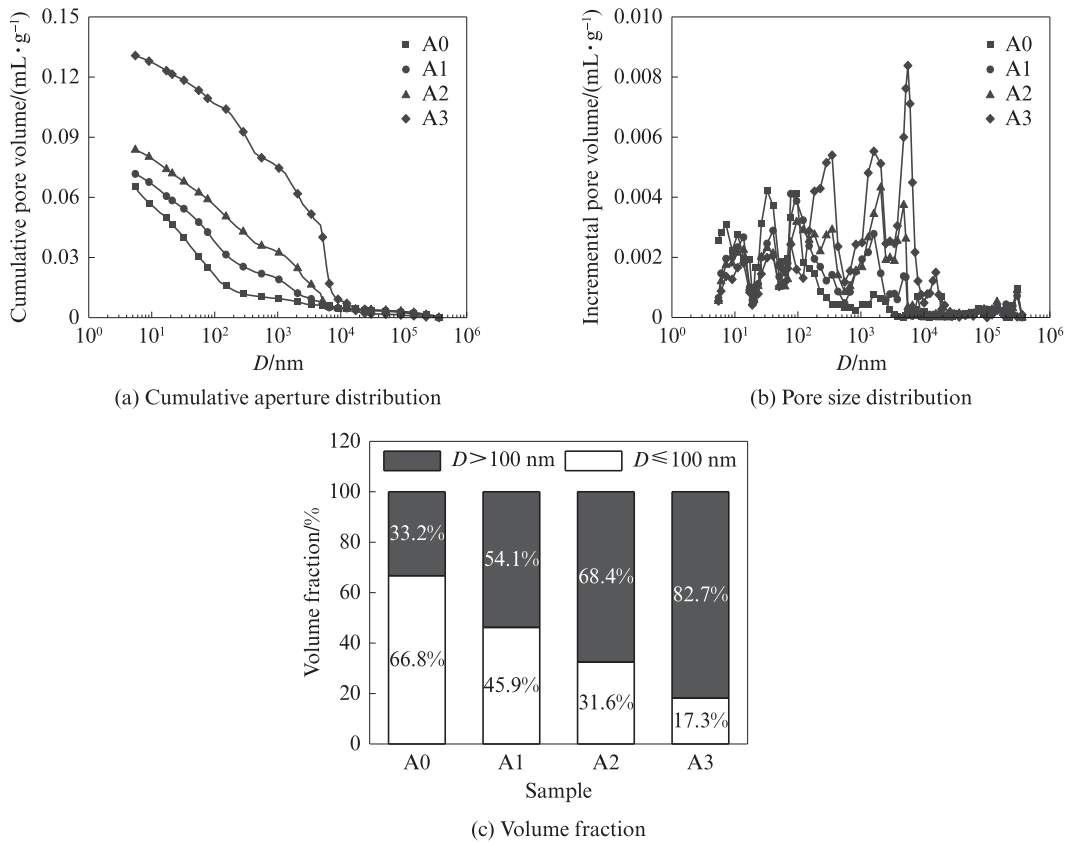 Cumulative pore volume/(mL·g⁻¹)
0.15
0.12
0.09
0.06
0.03
0
A0
A1
A2
A3
10⁰ 10¹ 10² 10³ 10⁴ 10⁵ 10⁶
D/nm
(a) Cumulative aperture distribution
Incremental pore volume/(mL·g⁻¹)
0.010
0.008
0.006
0.004
0.002
0
A0
A1
A2
A3
10⁰ 10¹ 10² 10³ 10⁴ 10⁵ 10⁶
D/nm
(b) Pore size distribution
Volume fraction/%
120
100
80
60
40
20
0
D>100 nm D≤100 nm
33.2% 54.1% 68.4% 82.7%
66.8% 45.9% 31.6% 17.3%
A0 A1 A2 A3
Sample
(c) Volume fraction